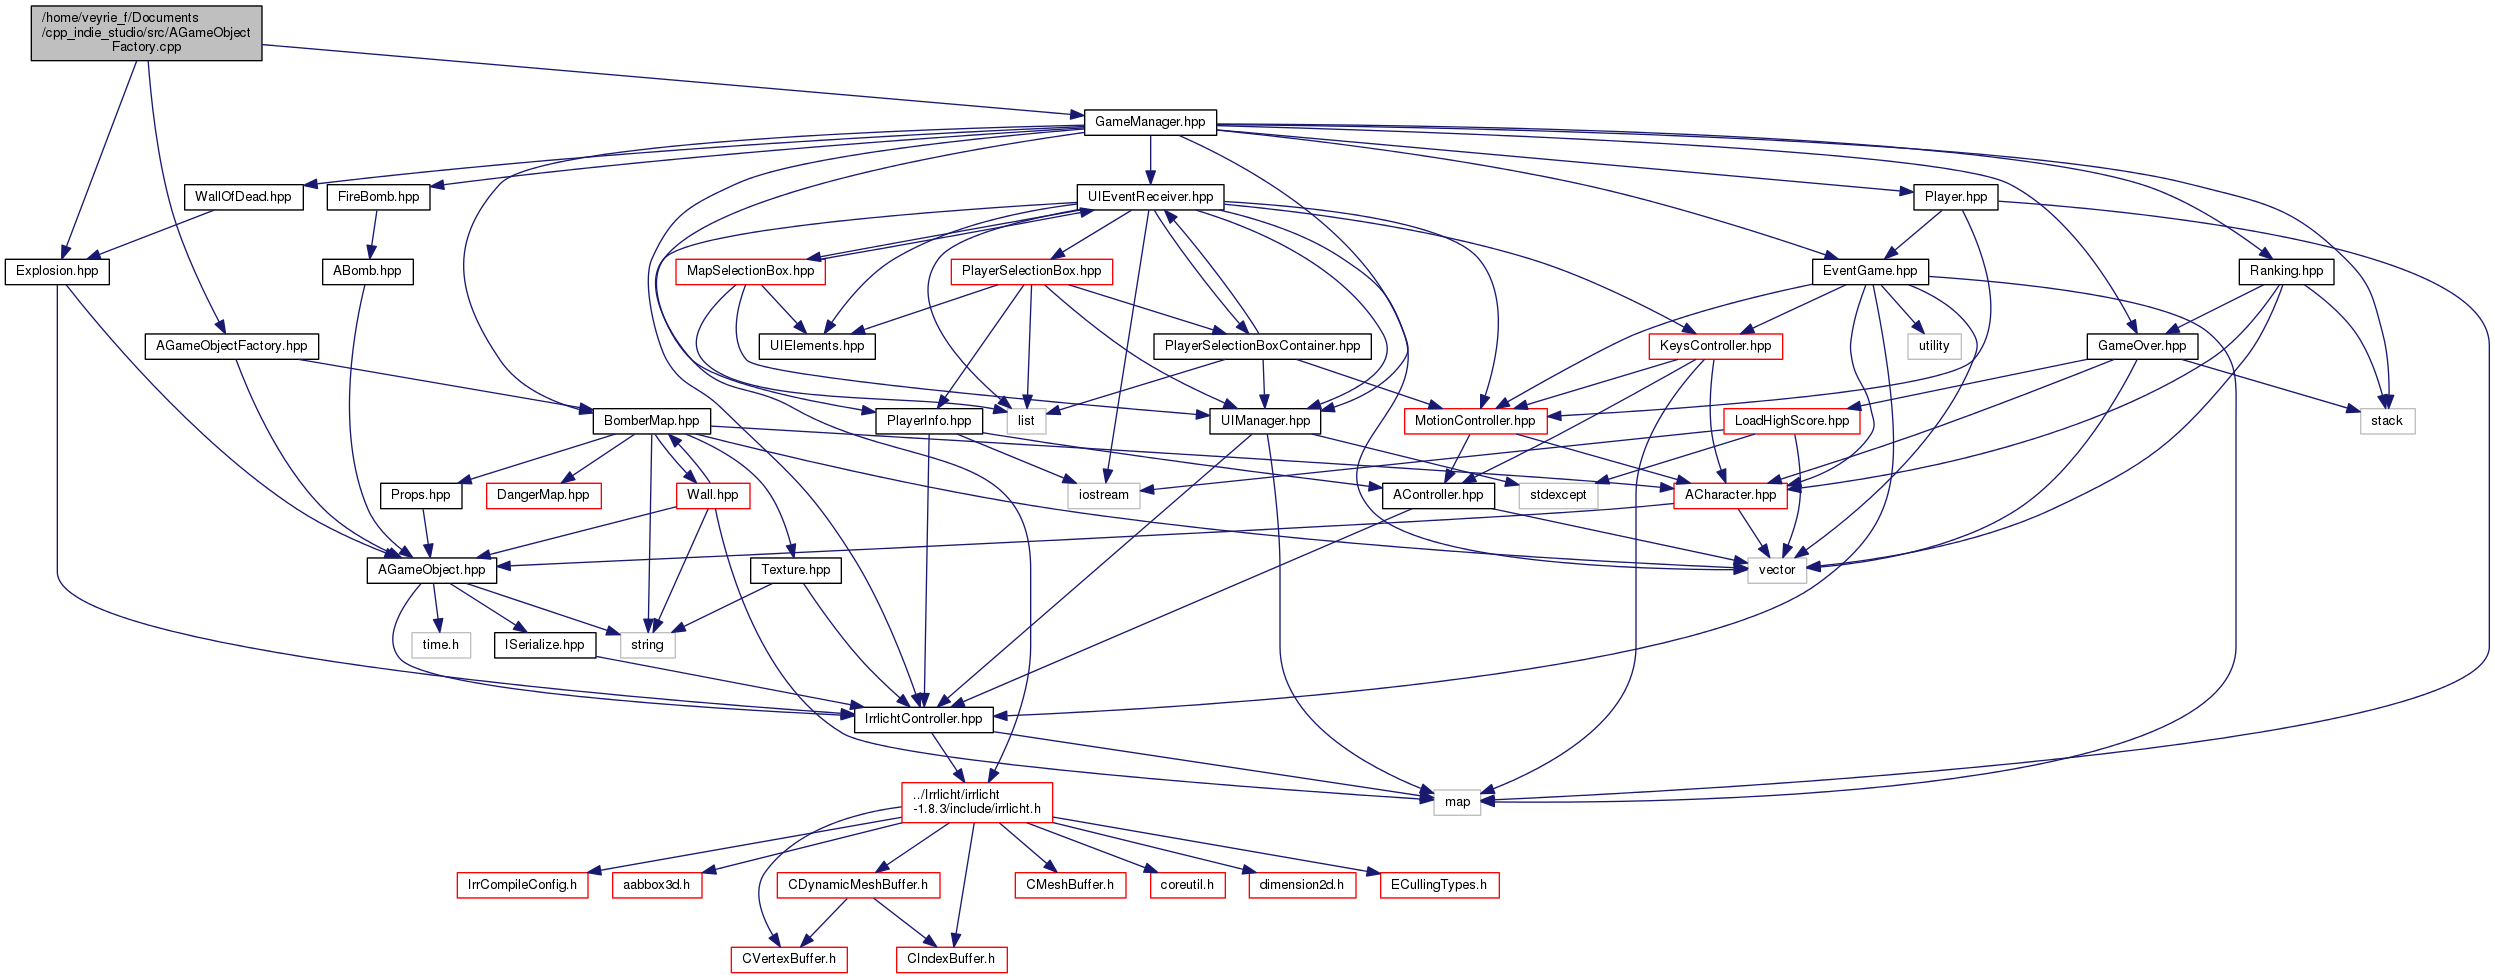 /home/veyrie_f/Documents
/cpp_indie_studio/src/AGameObject
Factory.cpp
GameManager.hpp
WallOfDead.hpp
FireBomb.hpp
UIEventReceiver.hpp
Player.hpp
Explosion.hpp
ABomb.hpp
MapSelectionBox.hpp
PlayerSelectionBox.hpp
EventGame.hpp
Ranking.hpp
AGameObjectFactory.hpp
UIElements.hpp
PlayerSelectionBoxContainer.hpp
KeysController.hpp
utility
GameOver.hpp
BomberMap.hpp
PlayerInfo.hpp
list
UIManager.hpp
MotionController.hpp
LoadHighScore.hpp
stack
Props.hpp
DangerMap.hpp
Wall.hpp
iostream
AController.hpp
stdexcept
ACharacter.hpp
AGameObject.hpp
Texture.hpp
vector
time.h
ISerialize.hpp
string
IrrlichtController.hpp
../Irrlicht/irrlicht
-1.8.3/include/irrlicht.h
map
IrrCompileConfig.h
aabbox3d.h
CDynamicMeshBuffer.h
CMeshBuffer.h
coreutil.h
dimension2d.h
ECullingTypes.h
CVertexBuffer.h
CIndexBuffer.h